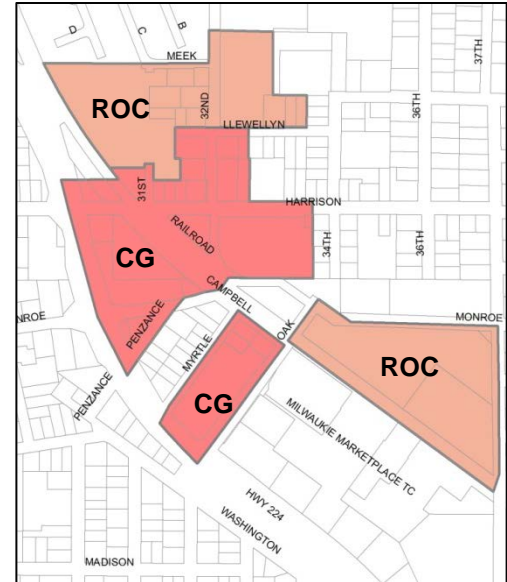 D
C
B
MEEK
37TH
ROC
32ND
36TH
LLEWELLYN
31ST
HARRISON
RAILROAD
34TH
36TH
CG
CAMPBELL
NROE
PENZANCE
OAK
MONROE
MYRTLE
ROC
PENZANCE
CG
MILWAUKIE MARKETPLACE TC
HWY 224
WASHINGTON
MADISON